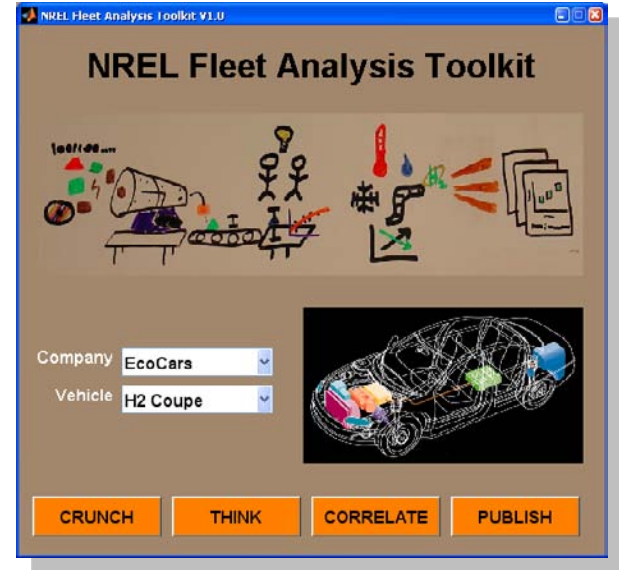 NREL Fleet Analysis Toolkit V1.0
NREL Fleet Analysis Toolkit
Company EcoCars
Vehicle H2 Coupe
CRUNCH THINK CORRELATE PUBLISH